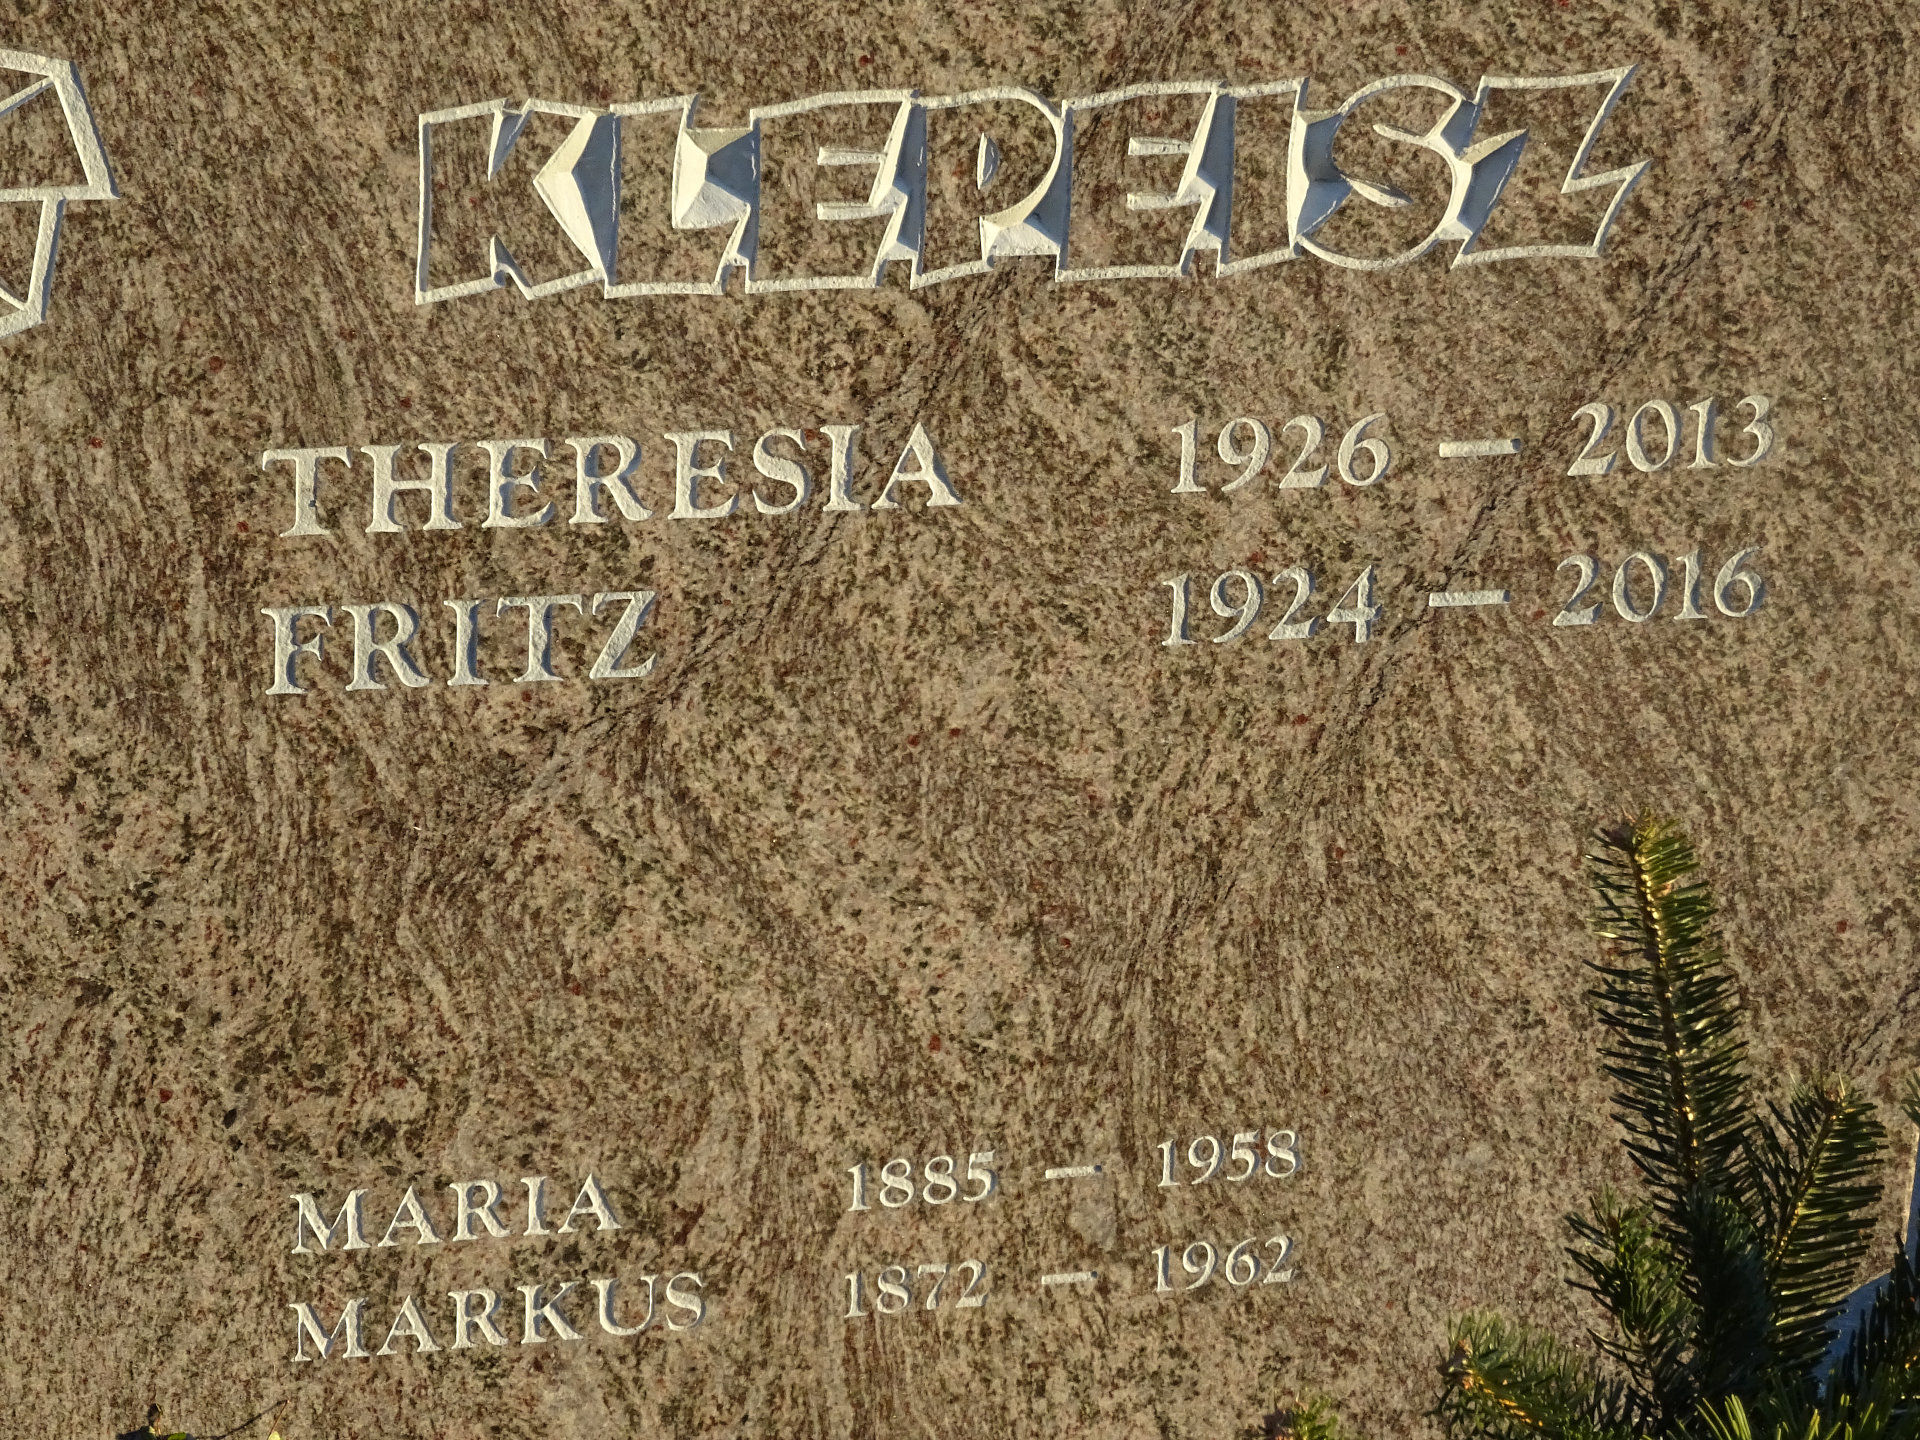 KLEPEISZ
THERESIA 1926 – 2013
FRITZ 1924 – 2016
MARIA 1885 – 1958
MARKUS 1872 – 1962